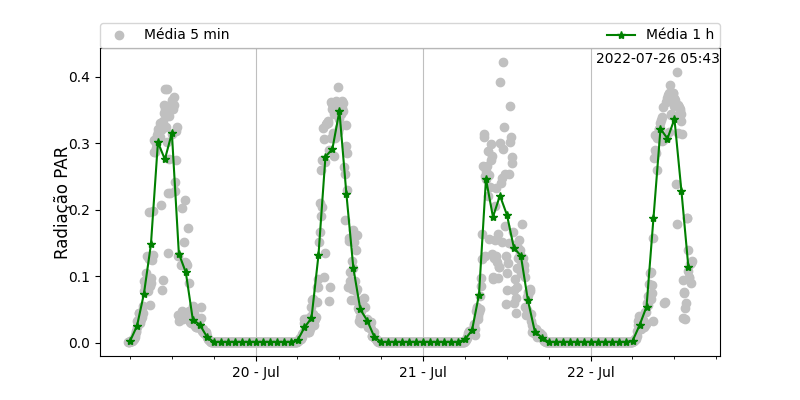 Média 5 min
Média 1 h
2022-07-26 05:43
Radiação PAR
0.4
0.3
0.2
0.1
0.0
20 - Jul
21 - Jul
22 - Jul